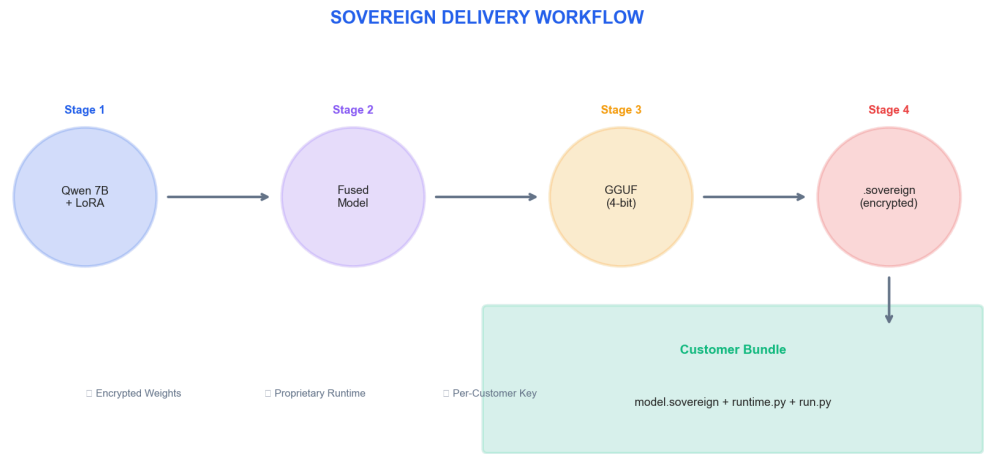 SOVEREIGN DELIVERY WORKFLOW
Stage 1
Stage 2
Stage 3
Stage 4
Qwen 7B
+ LoRA
Fused
Model
GGUF
(4-bit)
.sovereign
(encrypted)
Customer Bundle
▯ Encrypted Weights
▯ Proprietary Runtime
▯ Per-Customer Key
model.sovereign + runtime.py + run.py